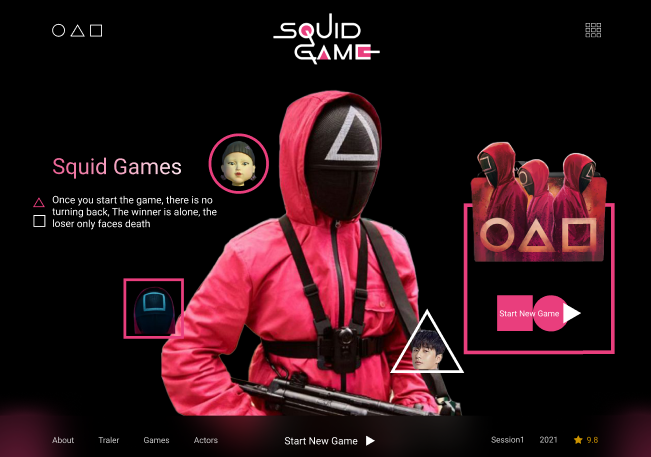 SQUID
GAME
Squid Games
Once you start the game, there is no
turning back, The winner is alone, the
loser only faces death
Start New Game
About
Traler
Games
Actors
Start New Game
Session1
2021
9.8